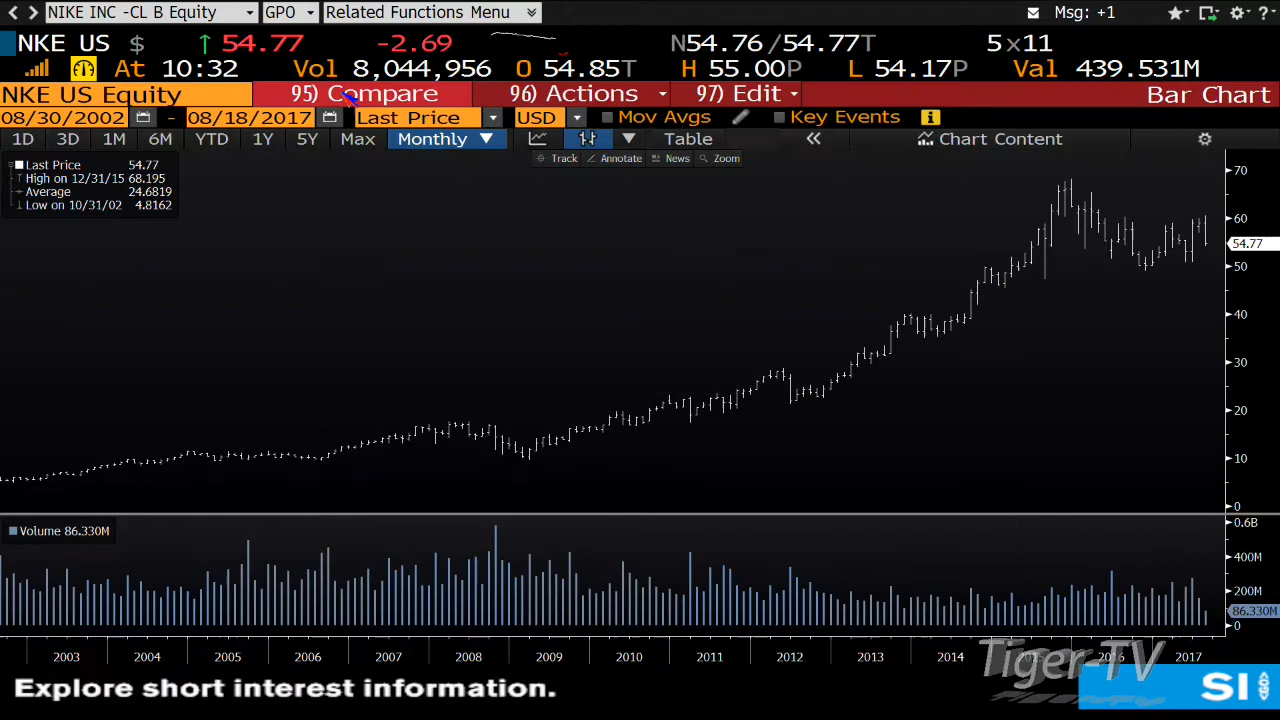 NIKE INC -CL B Equity GPO Related Functions Menu Msg: +1 ?
NKE US $ ↑ 54.77 -2.69 N54.76/54.77T 5x11
At 10:32 Vol 8,044,956 O 54.85T H 55.00P L 54.17P Val 439.531M
NKE US Equity 95) Compare 96) Actions 97) Edit Bar Chart
08/30/2002 - 08/18/2017 Last Price USD Mov Avgs Key Events i
1D 3D 1M 6M YTD 1Y 5Y Max Monthly ▼ Table « Chart Content
Track Annotate News Zoom
Last Price 54.77
High on 12/31/15 68.195
Average 24.6819
Low on 10/31/02 4.8162
70
60
54.77
50
40
30
20
10
0
Volume 86.330M
0.6B
400M
200M
86.330M
0
2003 2004 2005 2006 2007 2008 2009 2010 2011 2012 2013 2014 2015 2016 2017
Tiger-TV
Explore short interest information.
SI GO